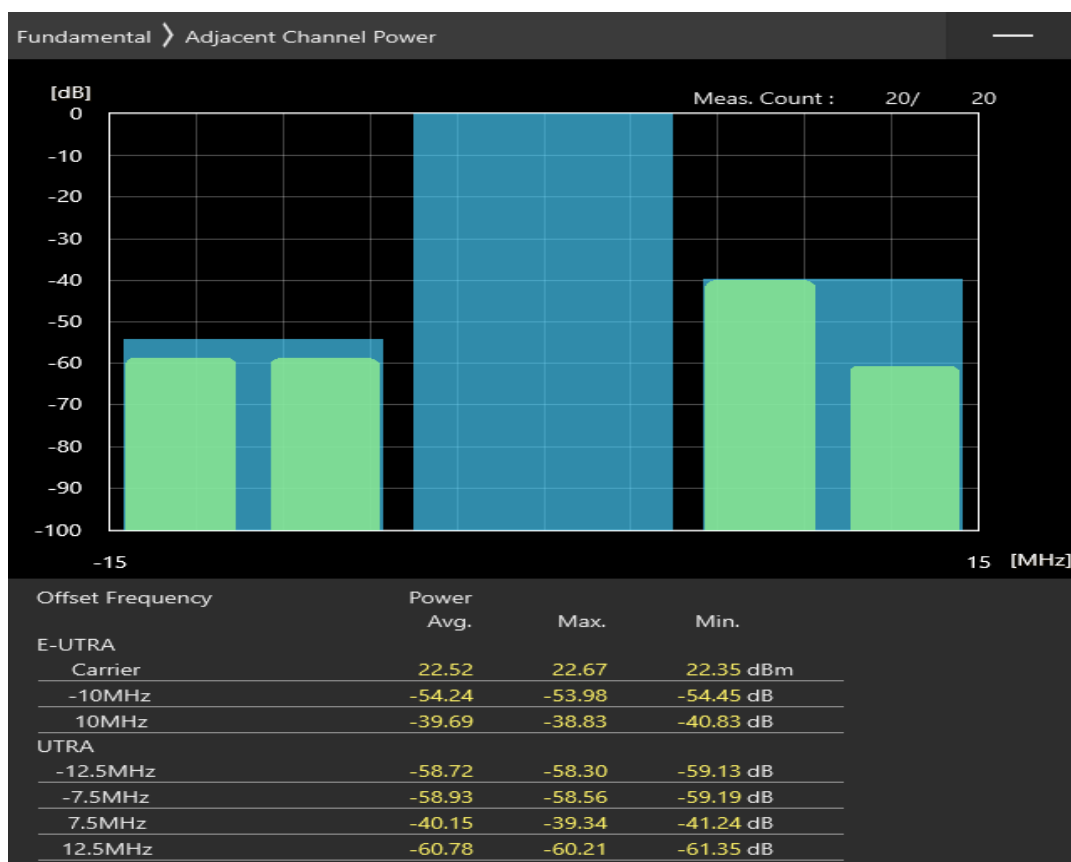 Fundamental ❯ Adjacent Channel Power
[dB]
Meas. Count : 20/ 20
0
-10
-20
-30
-40
-50
-60
-70
-80
-90
-100
-15 15 [MHz]
Offset Frequency Power
Avg. Max. Min.
E-UTRA
Carrier 22.52 22.67 22.35 dBm
-10MHz -54.24 -53.98 -54.45 dB
10MHz -39.69 -38.83 -40.83 dB
UTRA
-12.5MHz -58.72 -58.30 -59.13 dB
-7.5MHz -58.93 -58.56 -59.19 dB
7.5MHz -40.15 -39.34 -41.24 dB
12.5MHz -60.78 -60.21 -61.35 dB